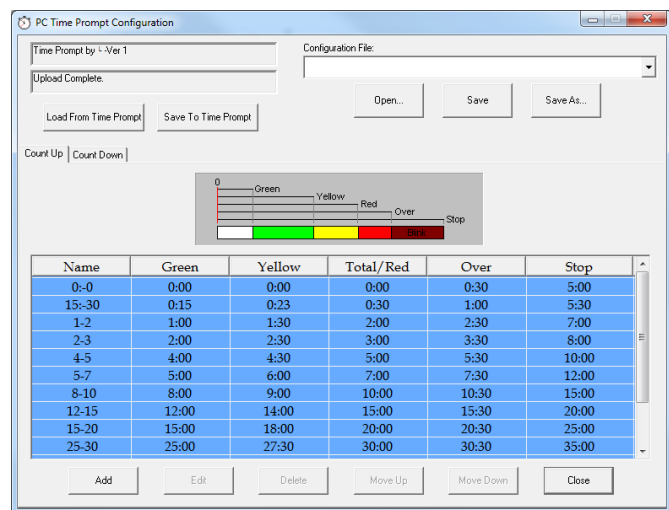 PC Time Prompt Configuration
Time Prompt by -Ver 1
Configuration File:
Upload Complete.
Load From Time Prompt Save To Time Prompt Open... Save Save As...
Count Up Count Down
0
Green
Yellow
Red
Over
Stop
Blink
Name Green Yellow Total/Red Over Stop
0:-0 0:00 0:00 0:00 0:30 5:00
15:-30 0:15 0:23 0:30 1:00 5:30
1-2 1:00 1:30 2:00 2:30 7:00
2-3 2:00 2:30 3:00 3:30 8:00
4-5 4:00 4:30 5:00 5:30 10:00
5-7 5:00 6:00 7:00 7:30 12:00
8-10 8:00 9:00 10:00 10:30 15:00
12-15 12:00 14:00 15:00 15:30 20:00
15-20 15:00 18:00 20:00 20:30 25:00
25-30 25:00 27:30 30:00 30:30 35:00
Add Edit Delete Move Up Move Down Close